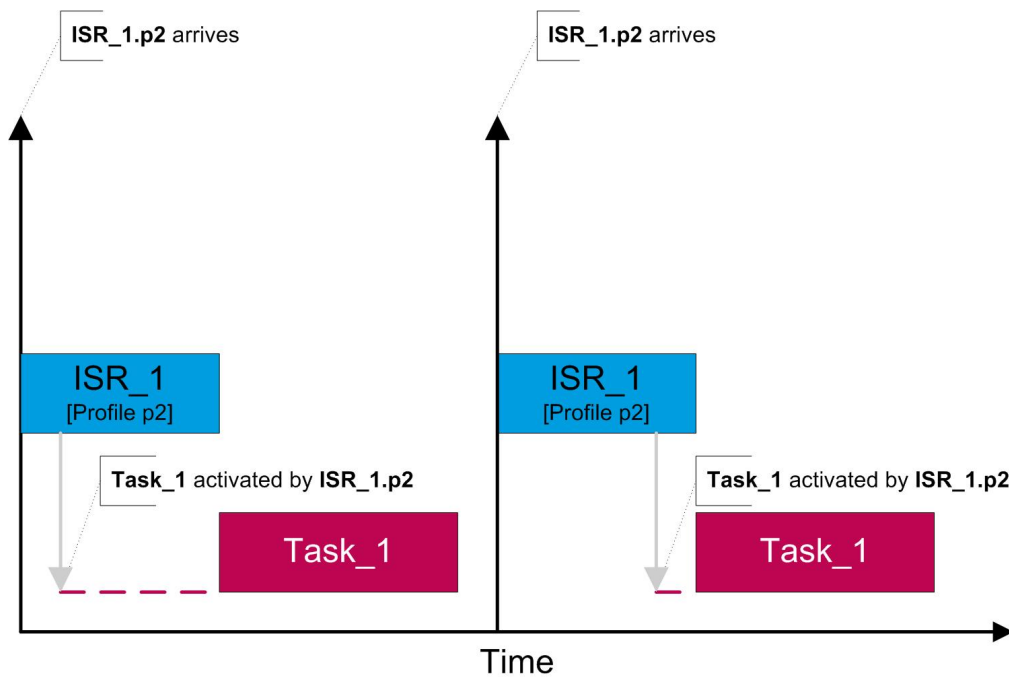 ISR_1.p2 arrives
ISR_1.p2 arrives
ISR_1
[Profile p2]
ISR_1
[Profile p2]
Task_1 activated by ISR_1.p2
Task_1 activated by ISR_1.p2
Task_1
Task_1
Time